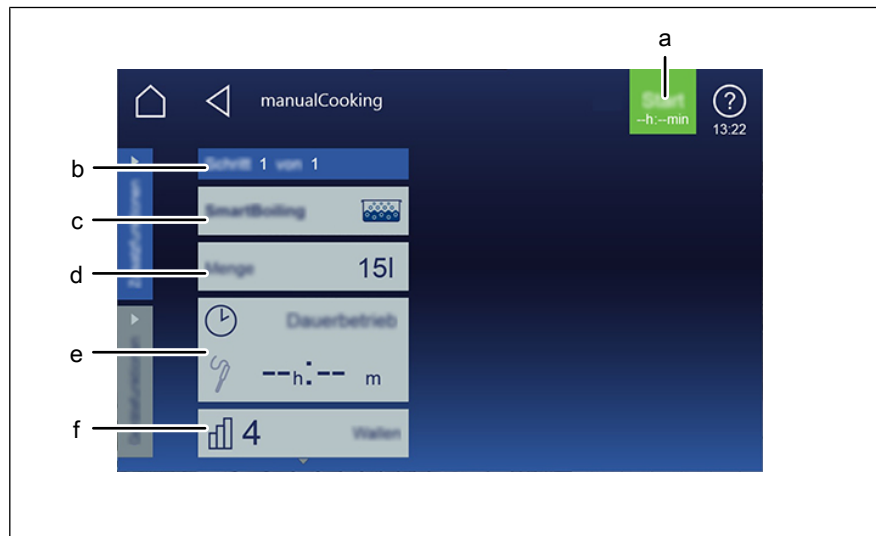 a
manualCooking
Start
--h:--min
13:22
b
Schritt 1 von 1
c
SmartBoiling
d
Menge 15l
Dauerbetrieb
e
--h:-- m
f
4 Wallen